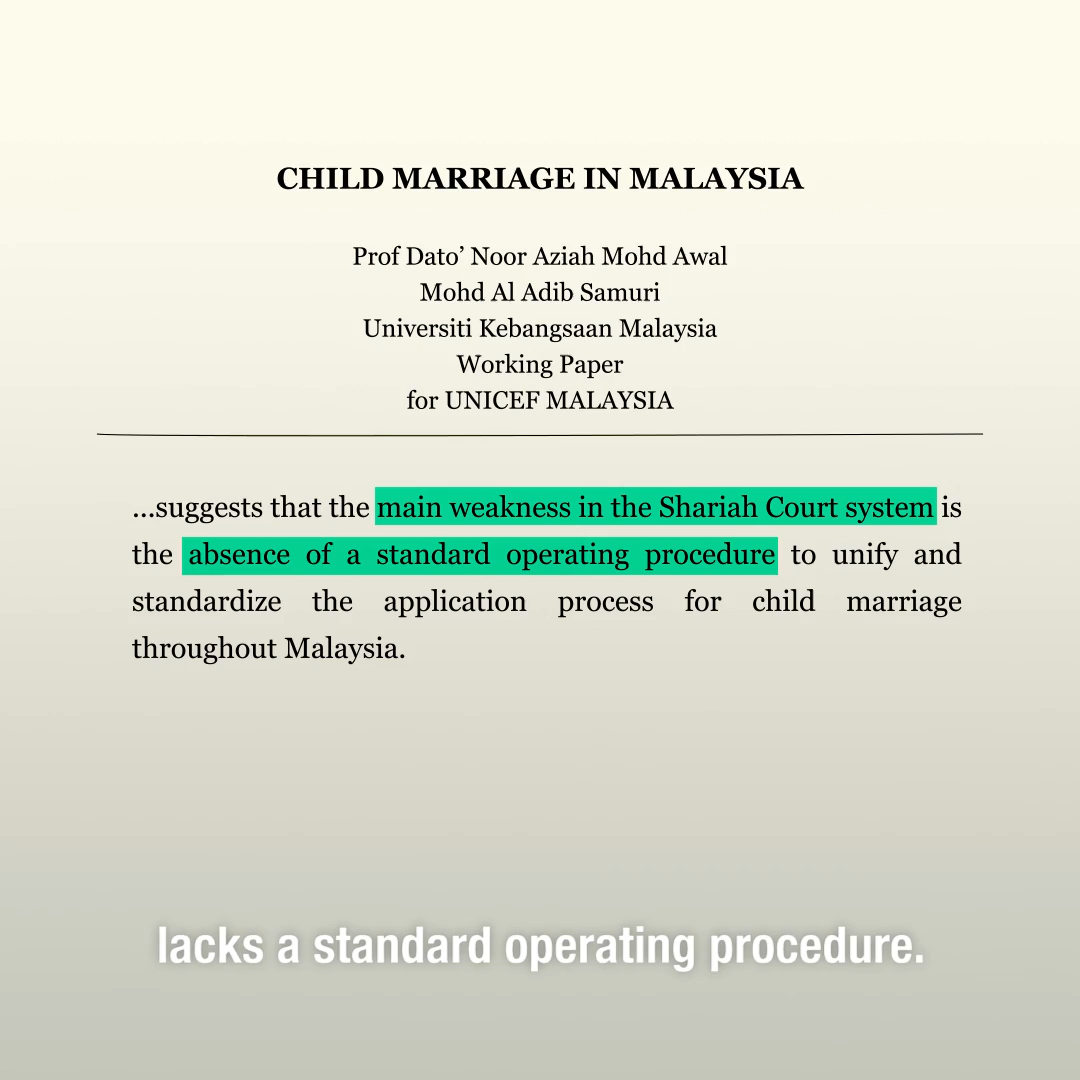 CHILD MARRIAGE IN MALAYSIA
Prof Dato’ Noor Aziah Mohd Awal
Mohd Al Adib Samuri
Universiti Kebangsaan Malaysia
Working Paper
for UNICEF MALAYSIA
...suggests that the main weakness in the Shariah Court system is
the absence of a standard operating procedure to unify and
standardize the application process for child marriage
throughout Malaysia.
lacks a standard operating procedure.